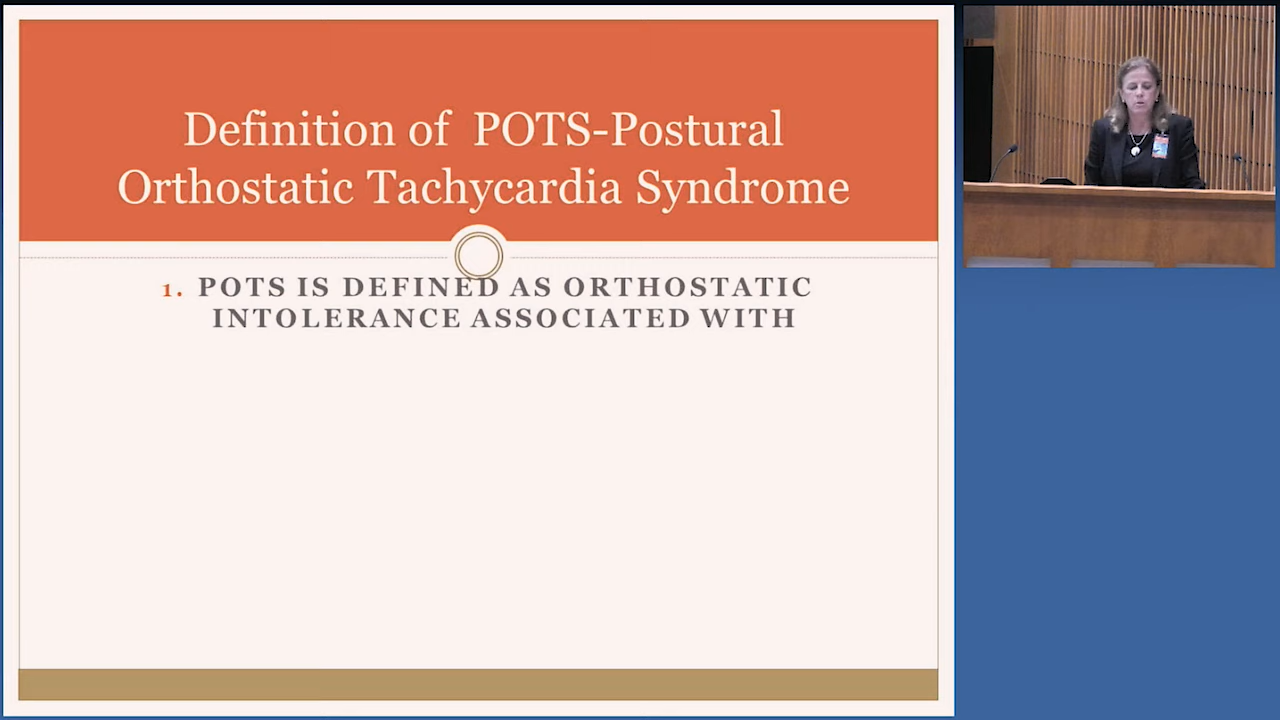 Definition of POTS-Postural
Orthostatic Tachycardia Syndrome
1. POTS IS DEFINED AS ORTHOSTATIC
INTOLERANCE ASSOCIATED WITH